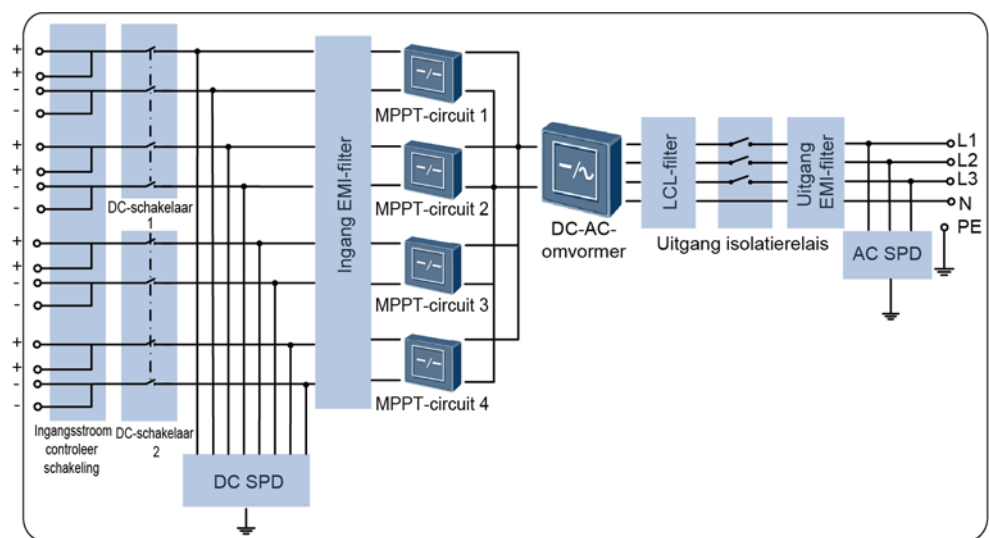 +
+
-
-
+
+
-
-
+
+
-
-
+
+
-
-
Ingangsstroom
controleer
schakeling
DC-schakelaar
1
DC-schakelaar
2
DC SPD
Ingang EMI-filter
MPPT-circuit 1
MPPT-circuit 2
MPPT-circuit 3
MPPT-circuit 4
DC-AC-
omvormer
LCL-filter
Uitgang isolatierelais
Uitgang
EMI-filter
L1
L2
L3
N
PE
AC SPD